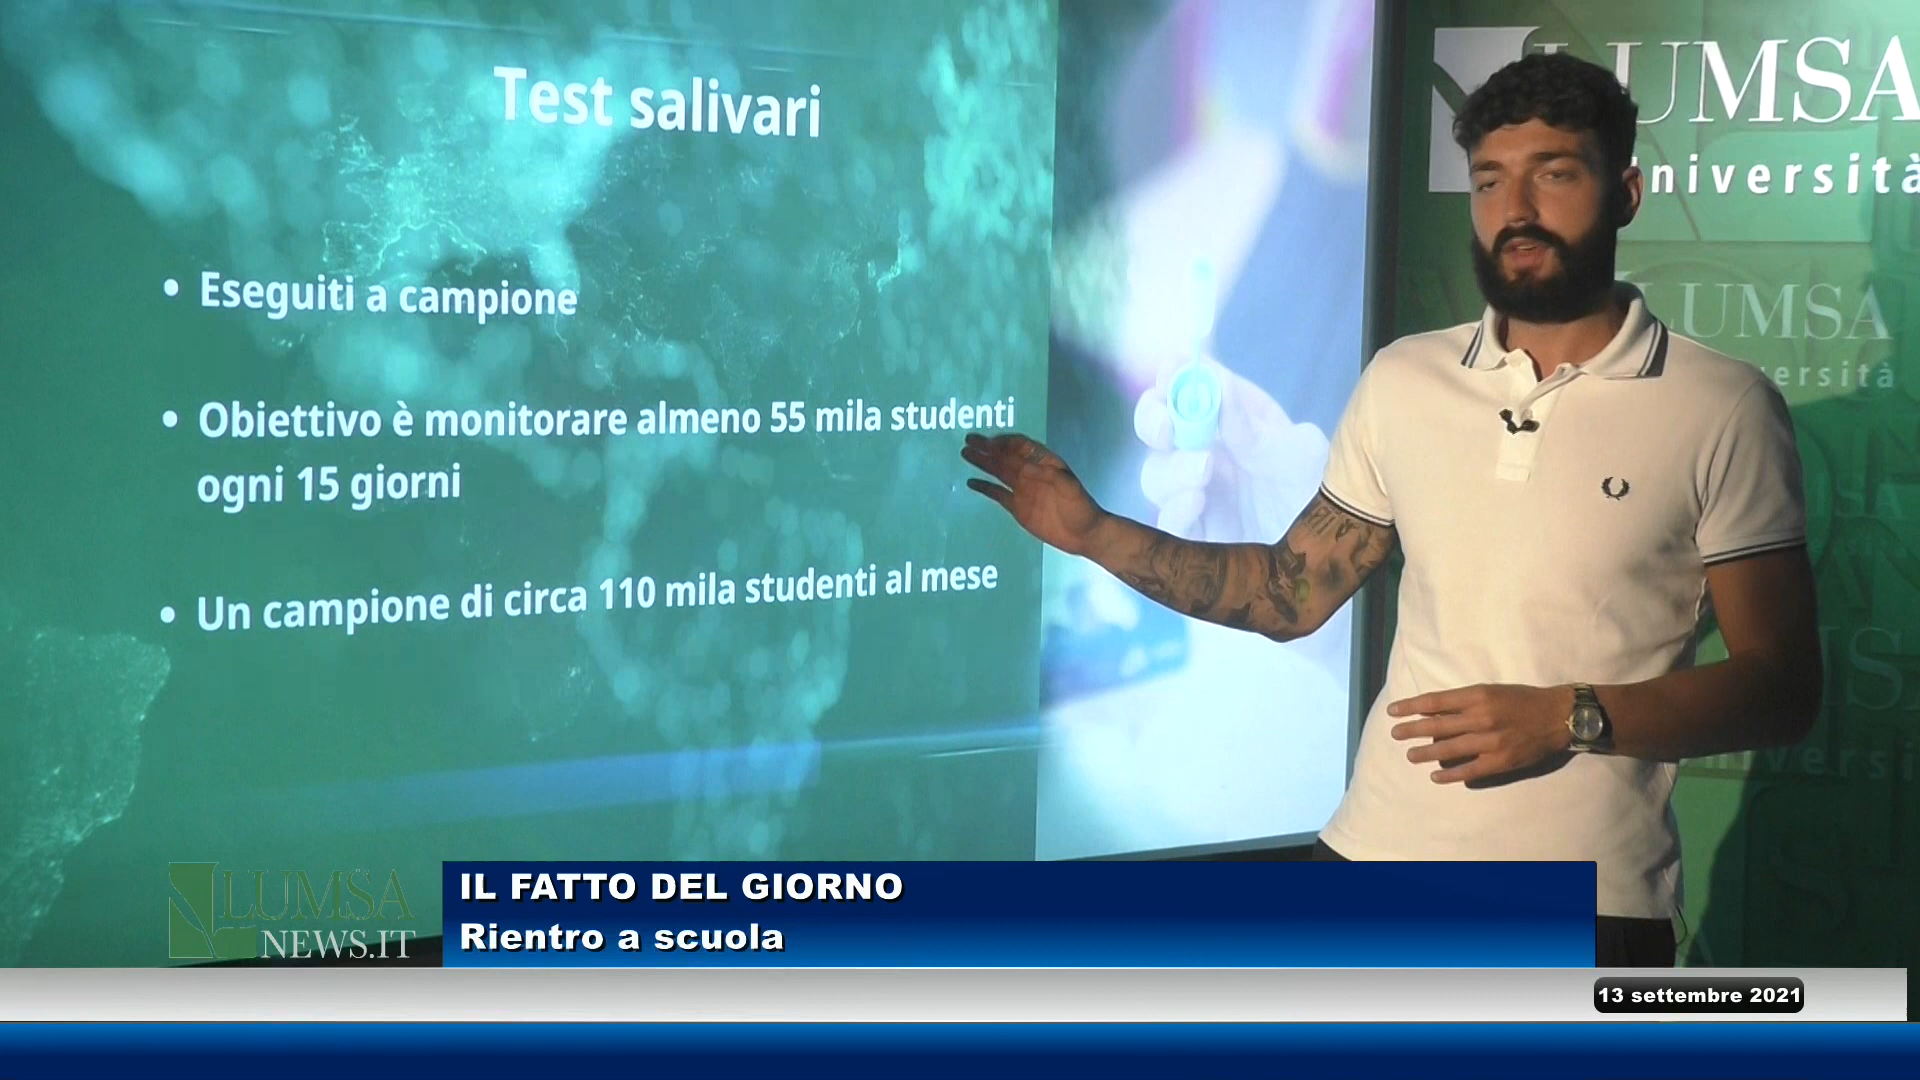 Test salivari
• Eseguiti a campione
• Obiettivo è monitorare almeno 55 mila studenti
ogni 15 giorni
• Un campione di circa 110 mila studenti al mese
LUMSA
Università
LUMSA
LUMSA
NEWS.IT
IL FATTO DEL GIORNO
Rientro a scuola
13 settembre 2021